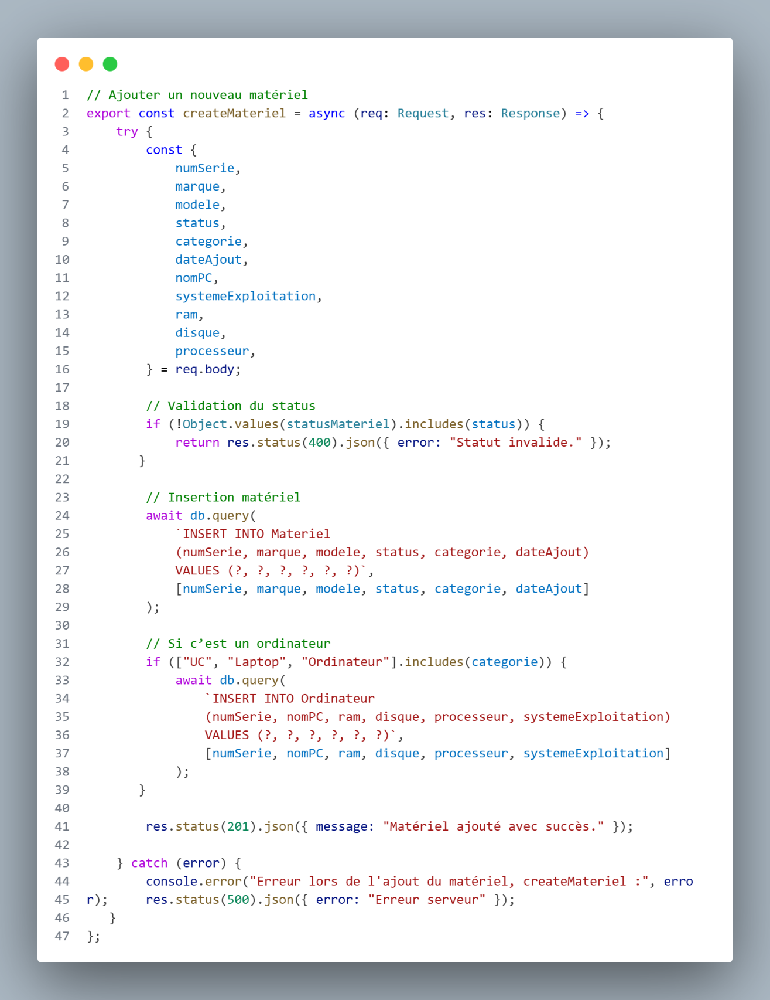 1 // Ajouter un nouveau matériel
2 export const createMateriel = async (req: Request, res: Response) => {
3     try {
4         const {
5             numSerie,
6             marque,
7             modele,
8             status,
9             categorie,
10             dateAjout,
11             nomPC,
12             systemeExploitation,
13             ram,
14             disque,
15             processeur,
16         } = req.body;
17
18         // Validation du status
19         if (!Object.values(statusMateriel).includes(status)) {
20             return res.status(400).json({ error: "Statut invalide." });
21        }
22
23         // Insertion matériel
24         await db.query(
25             `INSERT INTO Materiel
26             (numSerie, marque, modele, status, categorie, dateAjout)
27             VALUES (?, ?, ?, ?, ?, ?)`,
28             [numSerie, marque, modele, status, categorie, dateAjout]
29         );
30
31         // Si c’est un ordinateur
32         if (["UC", "Laptop", "Ordinateur"].includes(categorie)) {
33             await db.query(
34                 `INSERT INTO Ordinateur
35                 (numSerie, nomPC, ram, disque, processeur, systemeExploitation)
36                 VALUES (?, ?, ?, ?, ?, ?)`,
37                 [numSerie, nomPC, ram, disque, processeur, systemeExploitation]
38             );
39        }
40
41         res.status(201).json({ message: "Matériel ajouté avec succès." });
42
43     } catch (error) {
44         console.error("Erreur lors de l'ajout du matériel, createMateriel :", erro
45 r);     res.status(500).json({ error: "Erreur serveur" });
46    }
47 };